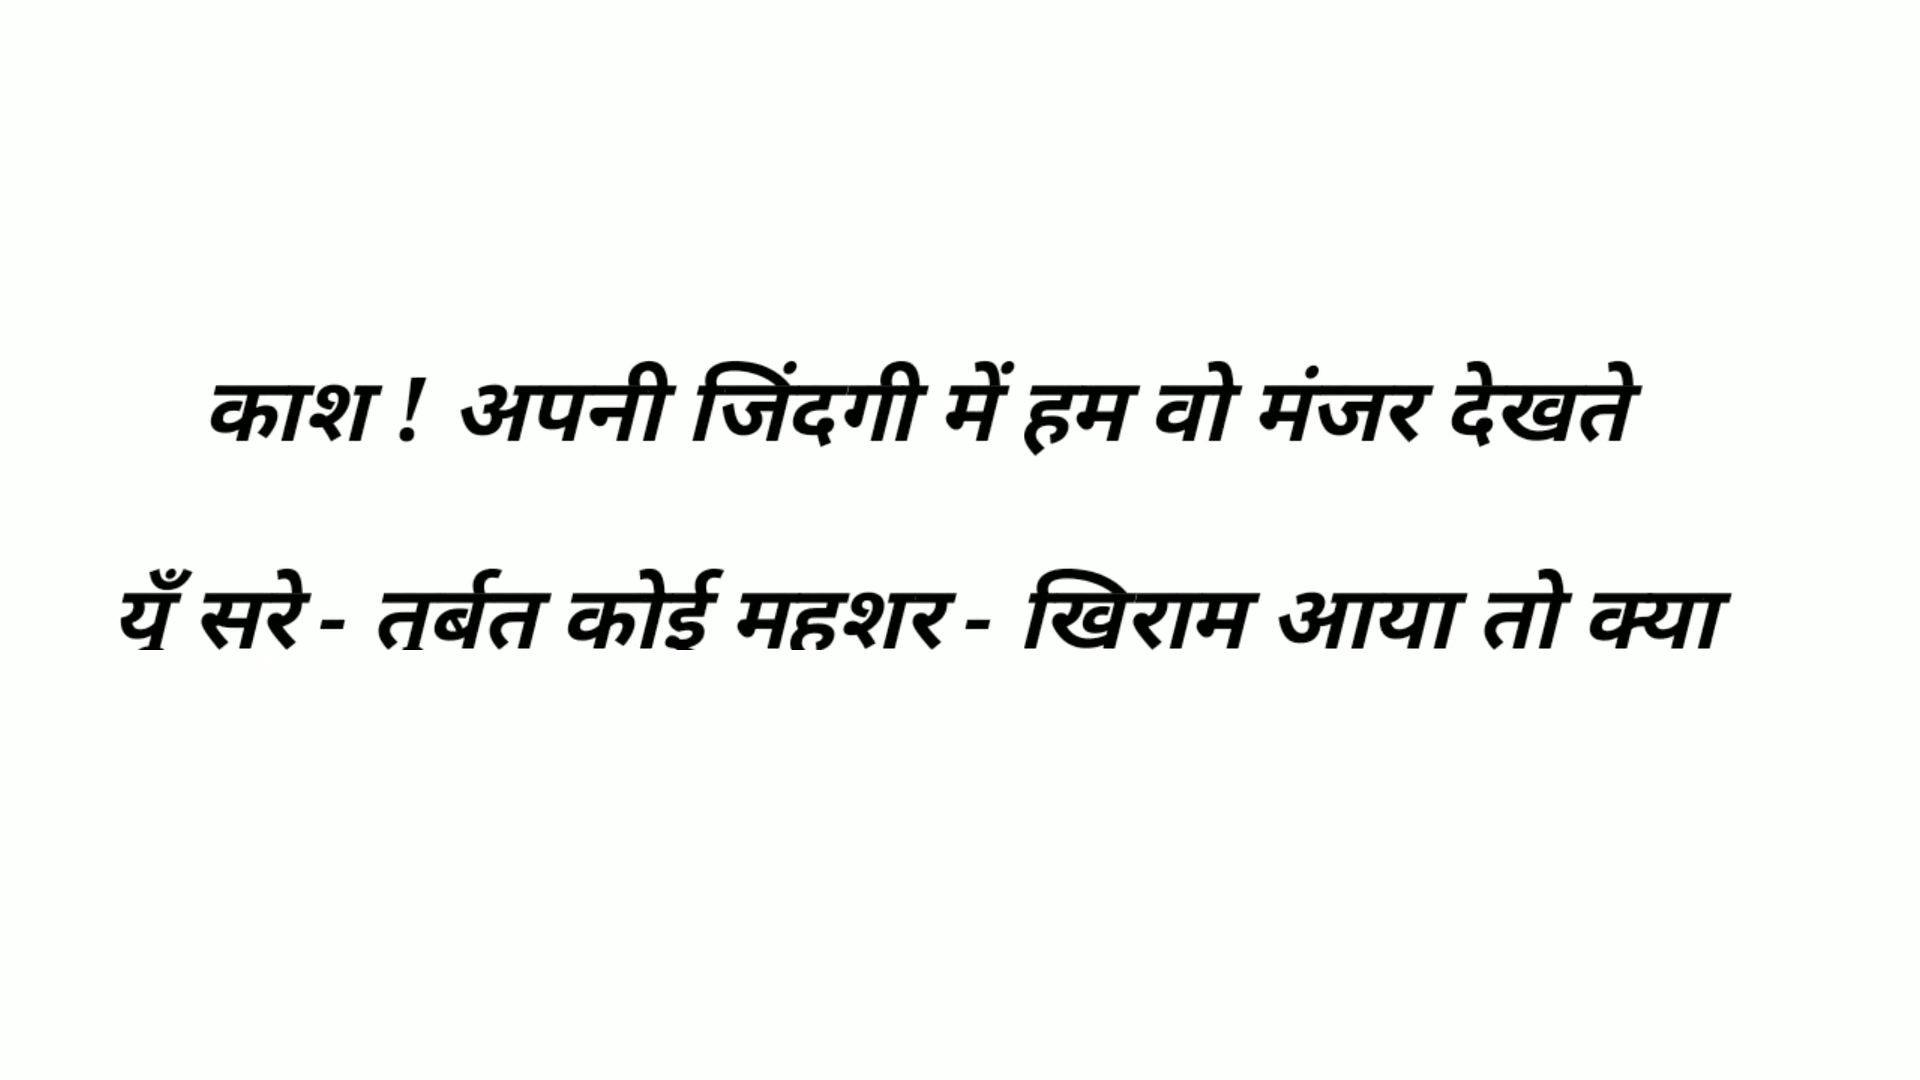 काश ! अपनी जिंदगी में हम वो मंजर देखते
यूँ सरे - तुर्बत कोई महशर - खिराम आया तो क्या